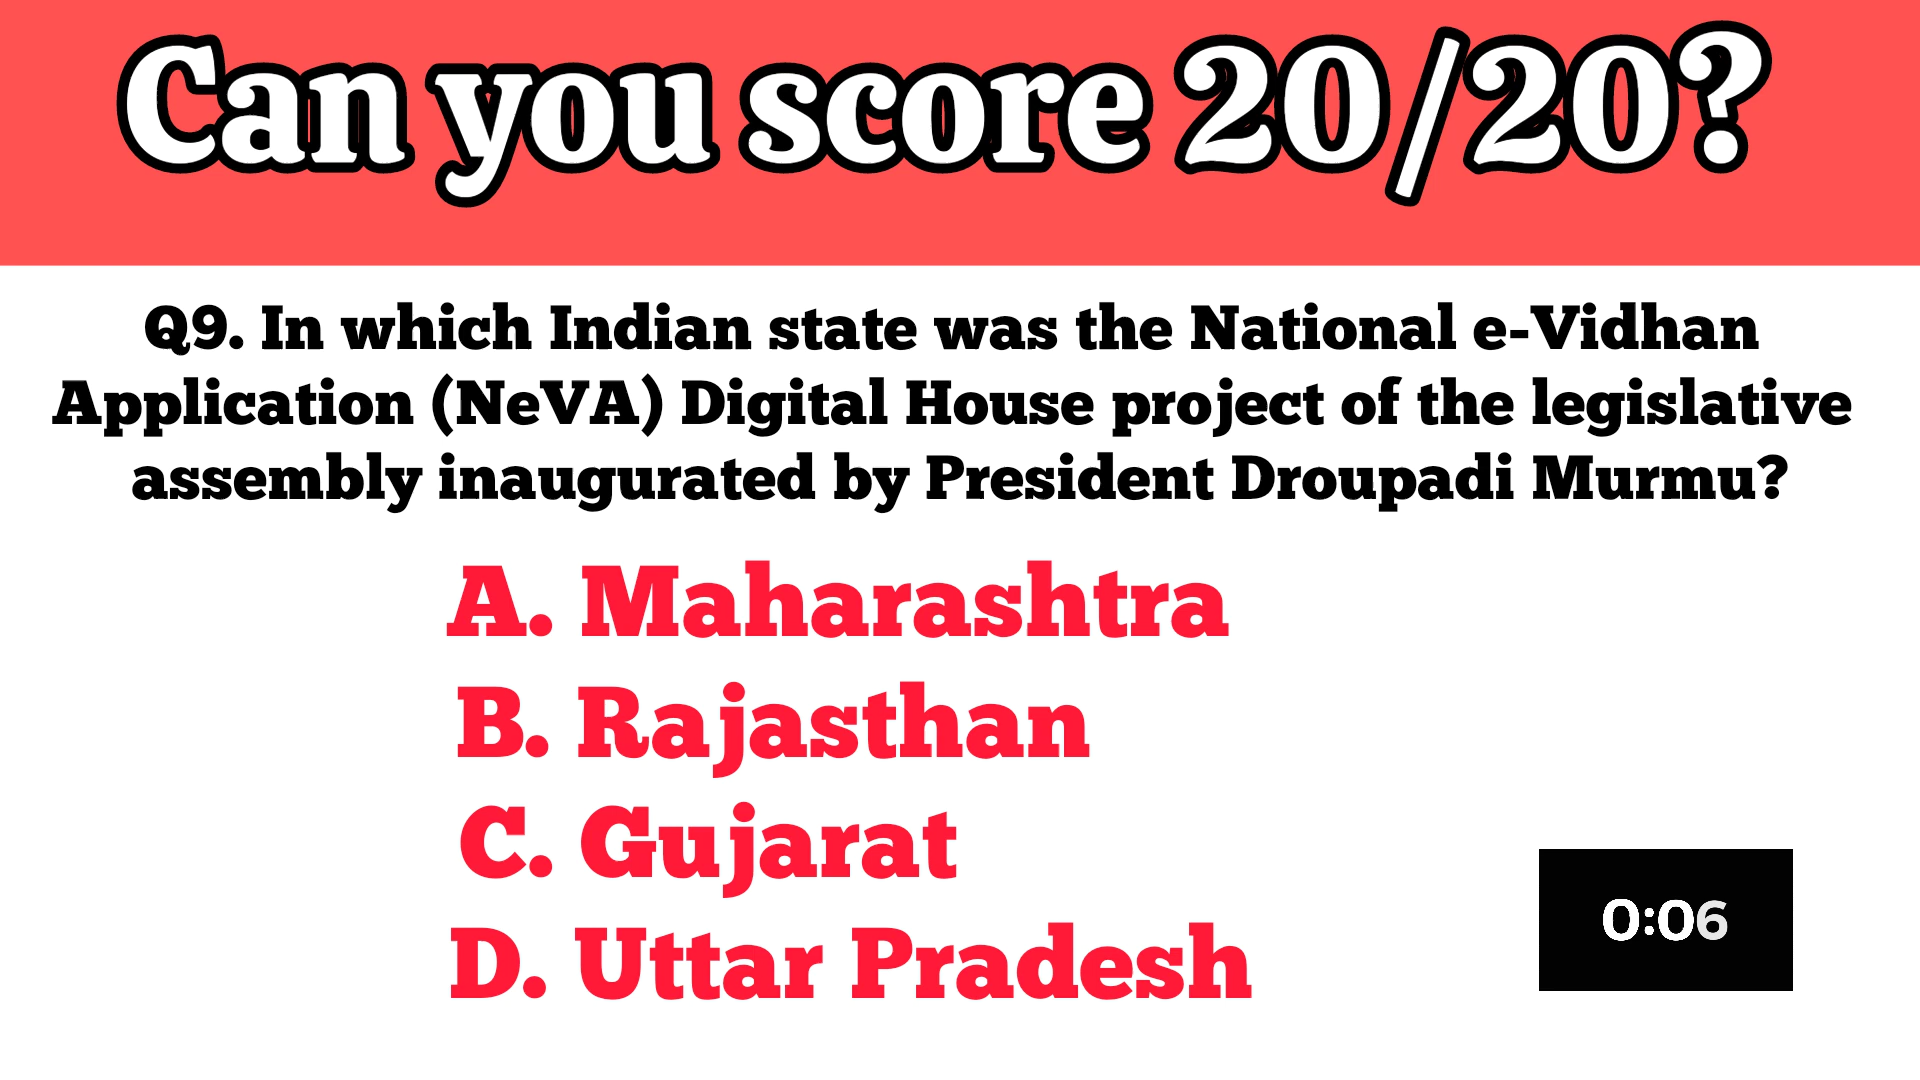 Can you score 20/20?
Q9. In which Indian state was the National e-Vidhan
Application (NeVA) Digital House project of the legislative
assembly inaugurated by President Droupadi Murmu?
A. Maharashtra
B. Rajasthan
C. Gujarat
D. Uttar Pradesh
0:06